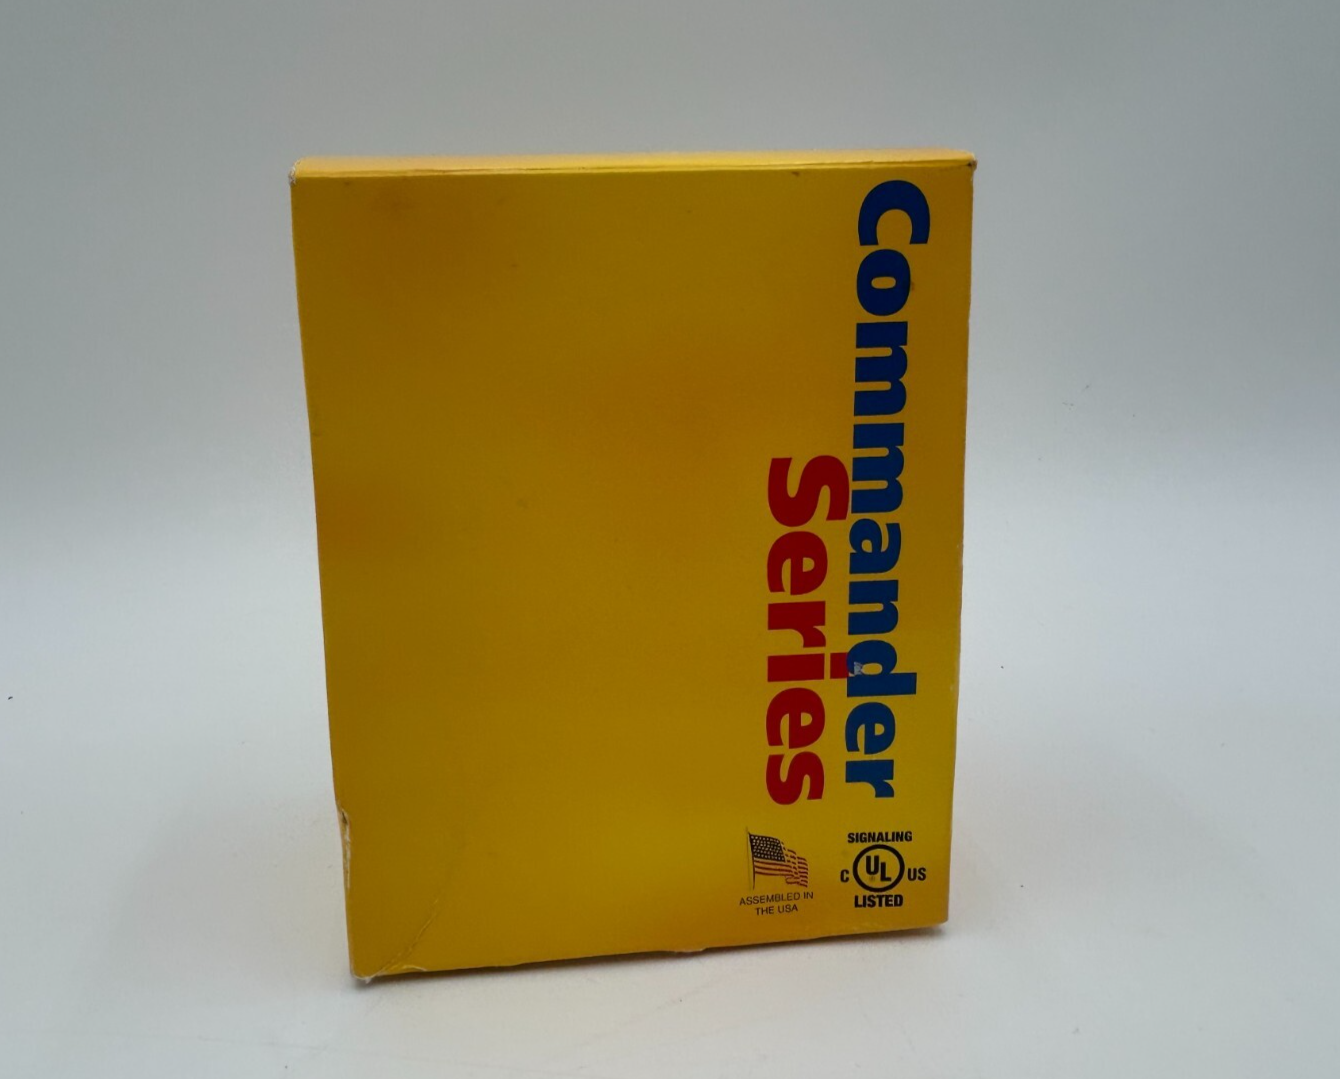 Commander
Series
ASSEMBLED IN
THE USA
SIGNALING
C UL US
LISTED